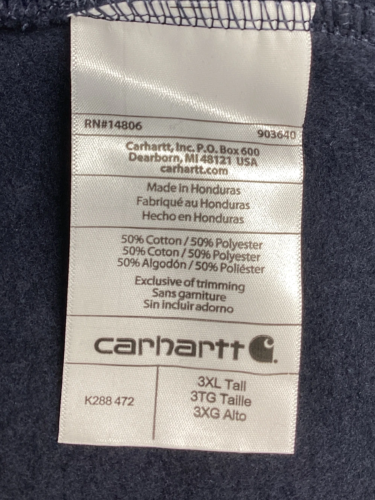 RN#14806
903640
Carhartt, Inc. P.O. Box 600
Dearborn, MI 48121 USA
carhartt.com
Made in Honduras
Fabriqué au Honduras
Hecho en Honduras
50% Cotton / 50% Polyester
50% Coton / 50% Polyester
50% Algodón / 50% Poliéster
Exclusive of trimming
Sans garniture
Sin incluir adorno
carhartt
K288 472
3XL Tall
3TG Taille
3XG Alto